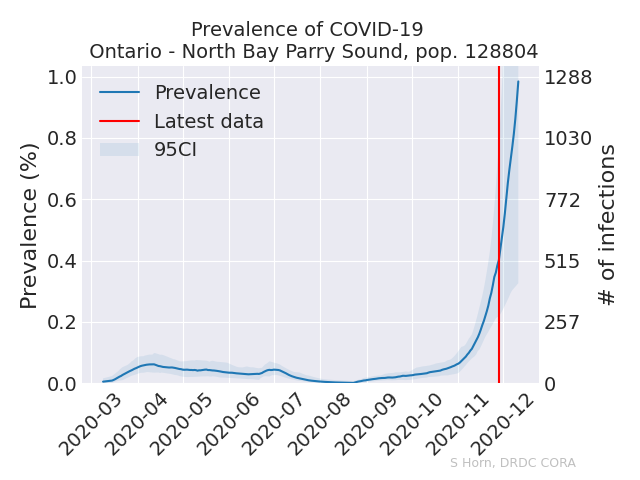 Prevalence of COVID-19
Ontario - North Bay Parry Sound, pop. 128804
Prevalence (%)
1.0
0.8
0.6
0.4
0.2
0.0
Prevalence
Latest data
95CI
1288
1030
772
515
257
0
# of infections
2020-03
2020-04
2020-05
2020-06
2020-07
2020-08
2020-09
2020-10
2020-11
2020-12
S Horn, DRDC CORA